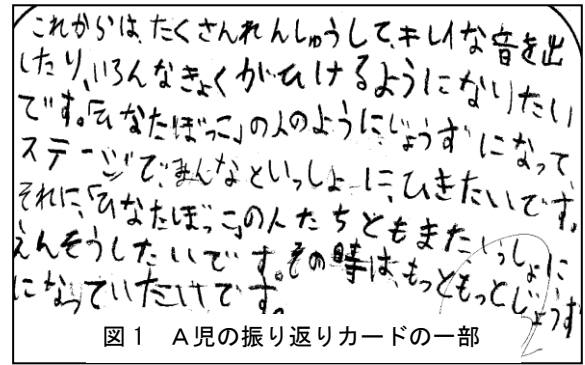 これからは、たくさんれんしゅうして、キレイな音を出
したり、いろんなきょくがひけるようになりたい
です。「ひなたぼっこ」の人のようにじょうずになって、
ステージで、まんなといっしょに、ひきたいです。
それに、「ひなたぼっこ」の人たちともまたいっしょに
えんそうしたいです。その時は、もっともっとじょうず
になっていたいです。
図1　A児の振り返りカードの一部